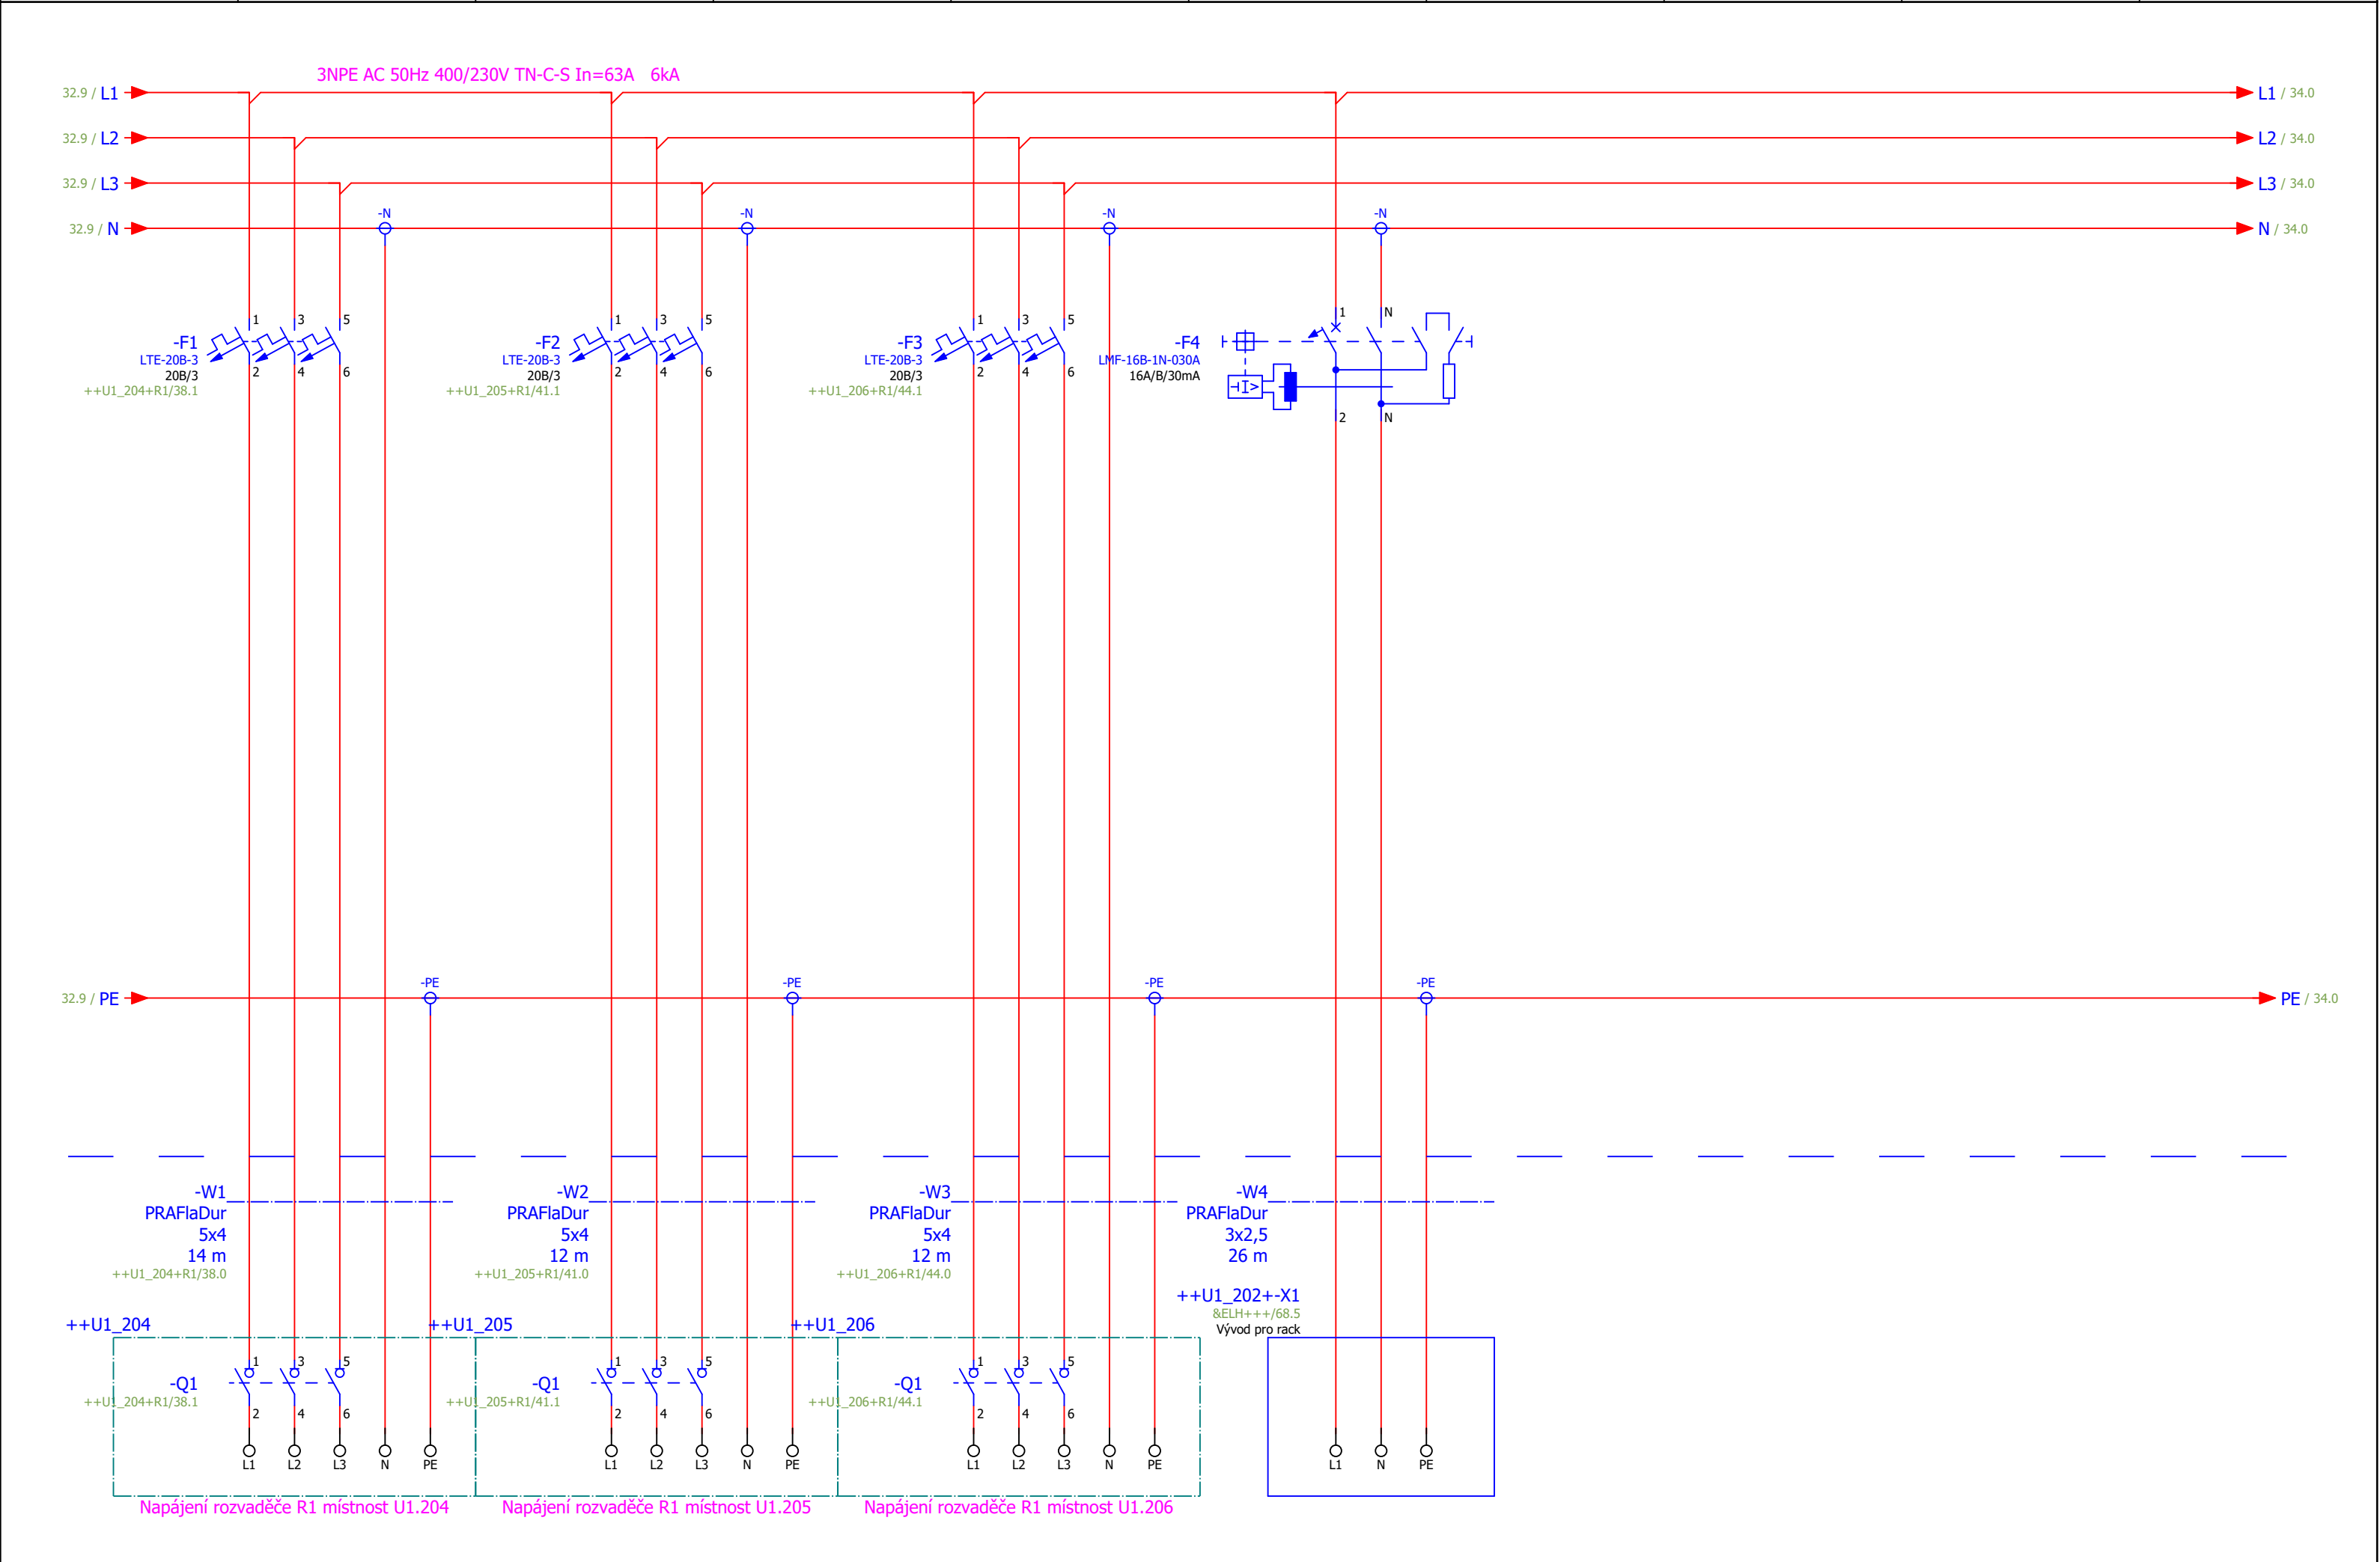 3NPE AC 50Hz 400/230V TN-C-S In=63A 6kA
32.9 / L1
L1 / 34.0
32.9 / L2
L2 / 34.0
32.9 / L3
L3 / 34.0
-N -N -N -N
32.9 / N
N / 34.0
-F1
LTE-20B-3
20B/3
++U1_204+R1/38.1
1 3 5
2 4 6
-F2
LTE-20B-3
20B/3
++U1_205+R1/41.1
1 3 5
2 4 6
-F3
LTE-20B-3
20B/3
++U1_206+R1/44.1
1 3 5
2 4 6
-F4
LMF-16B-1N-030A
16A/B/30mA
1 N
I>
2 N
-PE -PE -PE -PE
32.9 / PE
PE / 34.0
-W1
PRAFlaDur
5x4
14 m
++U1_204+R1/38.0
-W2
PRAFlaDur
5x4
12 m
++U1_205+R1/41.0
-W3
PRAFlaDur
5x4
12 m
++U1_206+R1/44.0
-W4
PRAFlaDur
3x2,5
26 m
++U1_204
-Q1
++U1_204+R1/38.1
1 3 5
2 4 6
L1 L2 L3 N PE
Napájení rozvaděče R1 místnost U1.204
++U1_205
-Q1
++U1_205+R1/41.1
1 3 5
2 4 6
L1 L2 L3 N PE
Napájení rozvaděče R1 místnost U1.205
++U1_206
-Q1
++U1_206+R1/44.1
1 3 5
2 4 6
L1 L2 L3 N PE
Napájení rozvaděče R1 místnost U1.206
++U1_202+-X1
&ELH+++/68.5
Vývod pro rack
L1 N PE